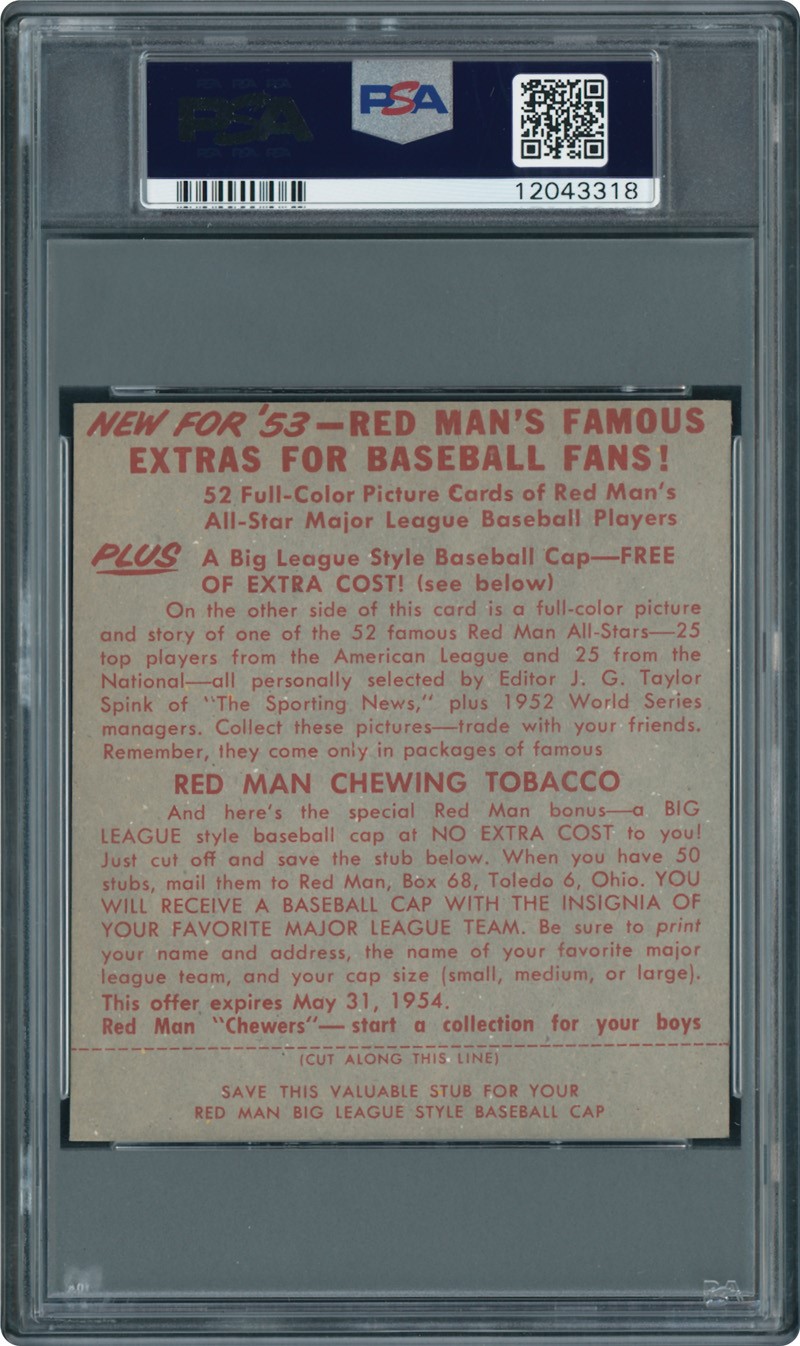 PSA PSA PSA
PSA
PSA PSA PSA
PSA
12043318
NEW FOR '53—RED MAN'S FAMOUS
EXTRAS FOR BASEBALL FANS!
52 Full-Color Picture Cards of Red Man's
All-Star Major League Baseball Players
PLUS A Big League Style Baseball Cap—FREE
OF EXTRA COST! (see below)
On the other side of this card is a full-color picture
and story of one of the 52 famous Red Man All-Stars—25
top players from the American League and 25 from the
National—all personally selected by Editor J. G. Taylor
Spink of "The Sporting News," plus 1952 World Series
managers. Collect these pictures—trade with your friends.
Remember, they come only in packages of famous
RED MAN CHEWING TOBACCO
And here's the special Red Man bonus—a BIG
LEAGUE style baseball cap at NO EXTRA COST to you!
Just cut off and save the stub below. When you have 50
stubs, mail them to Red Man, Box 68, Toledo 6, Ohio. YOU
WILL RECEIVE A BASEBALL CAP WITH THE INSIGNIA OF
YOUR FAVORITE MAJOR LEAGUE TEAM. Be sure to print
your name and address, the name of your favorite major
league team, and your cap size (small, medium, or large).
This offer expires May 31, 1954.
Red Man "Chewers"—start a collection for your boys
(CUT ALONG THIS LINE)
SAVE THIS VALUABLE STUB FOR YOUR
RED MAN BIG LEAGUE STYLE BASEBALL CAP
PSA